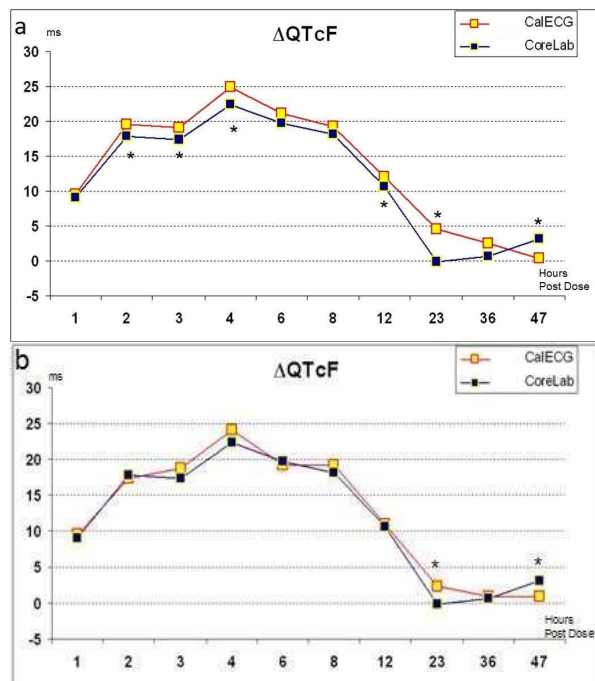 a
ms
ΔQTcF
CalECG
CoreLab
30
25
20
15
10
5
0
-5
* * * * * *
Hours
Post Dose
1 2 3 4 6 8 12 23 36 47
b
ms
ΔQTcF
CalECG
CoreLab
30
25
20
15
10
5
0
-5
* *
Hours
Post Dose
1 2 3 4 6 8 12 23 36 47